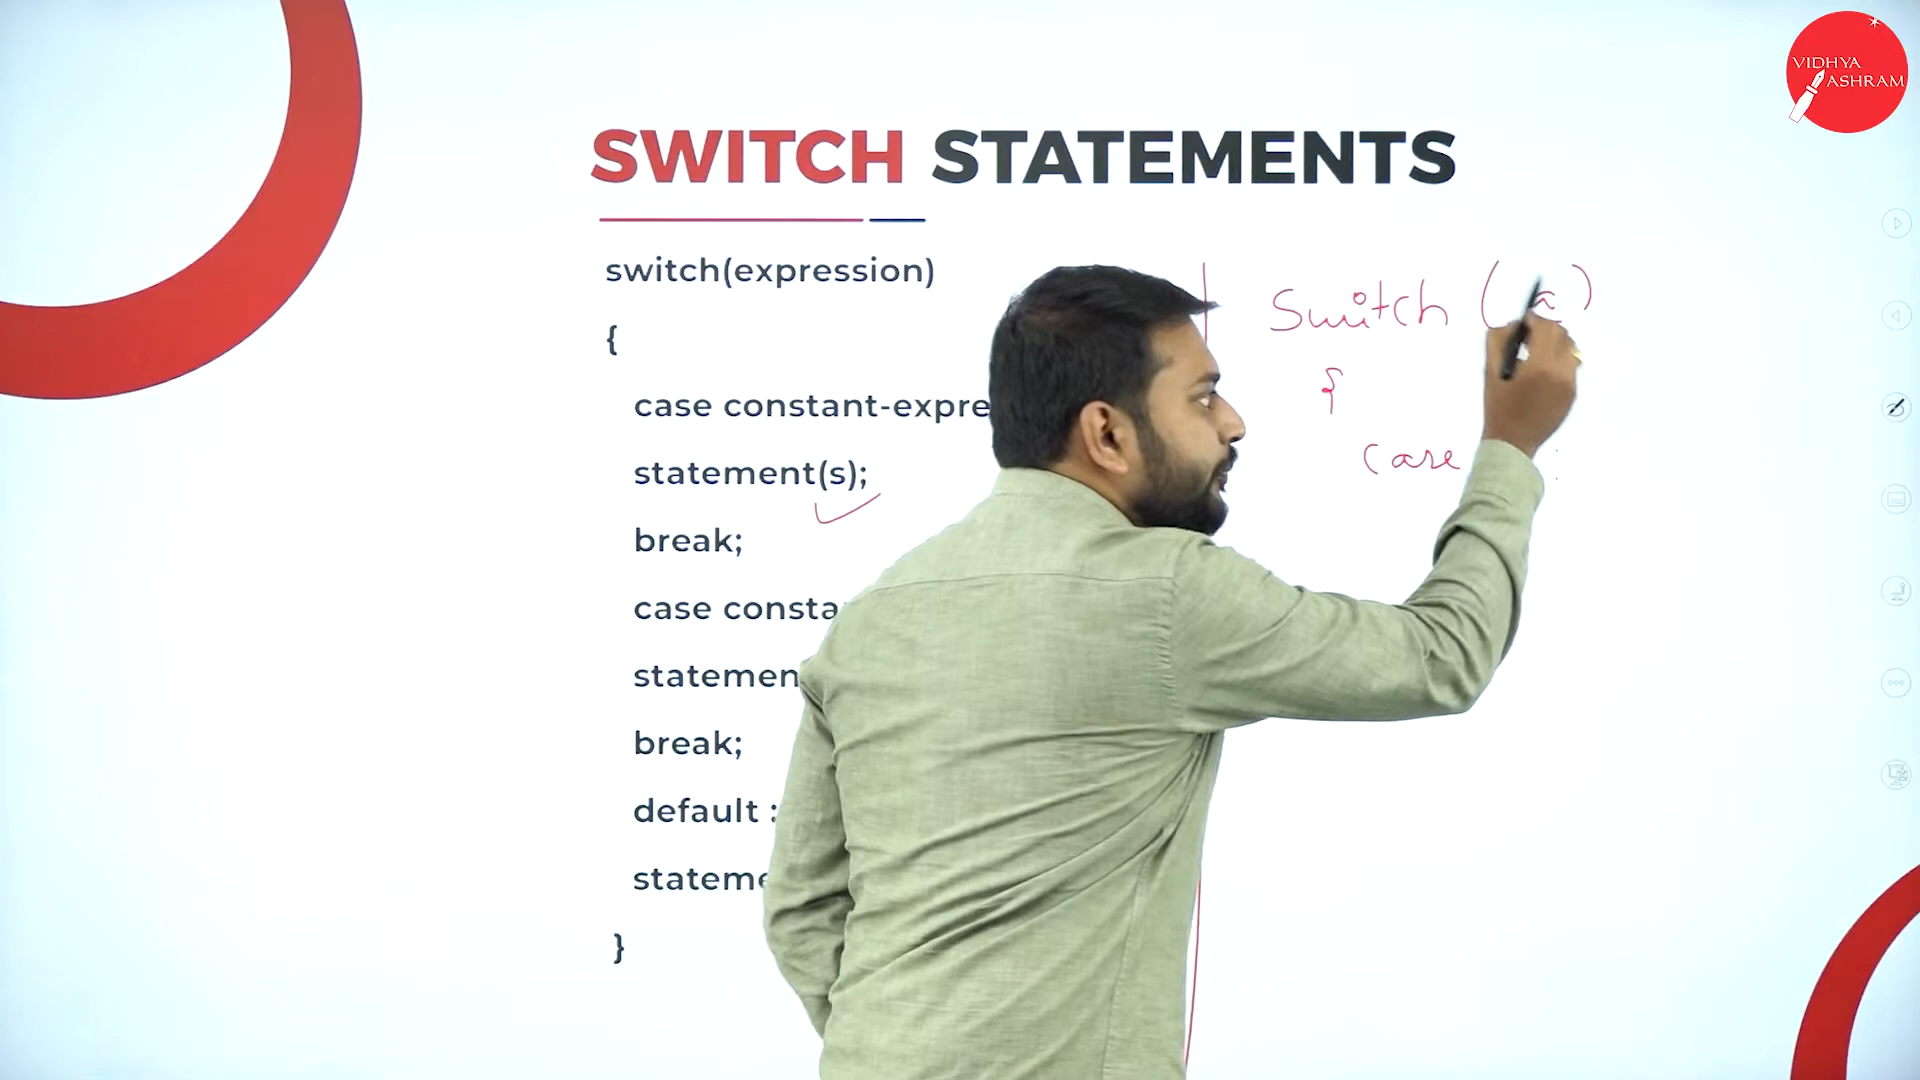 VIDHYA
ASHRAM
SWITCH STATEMENTS
switch(expression)
{
case constant-expre
statement(s);
break;
case consta
statemen
break;
default :
stateme
}
Switch (a)
{
case :